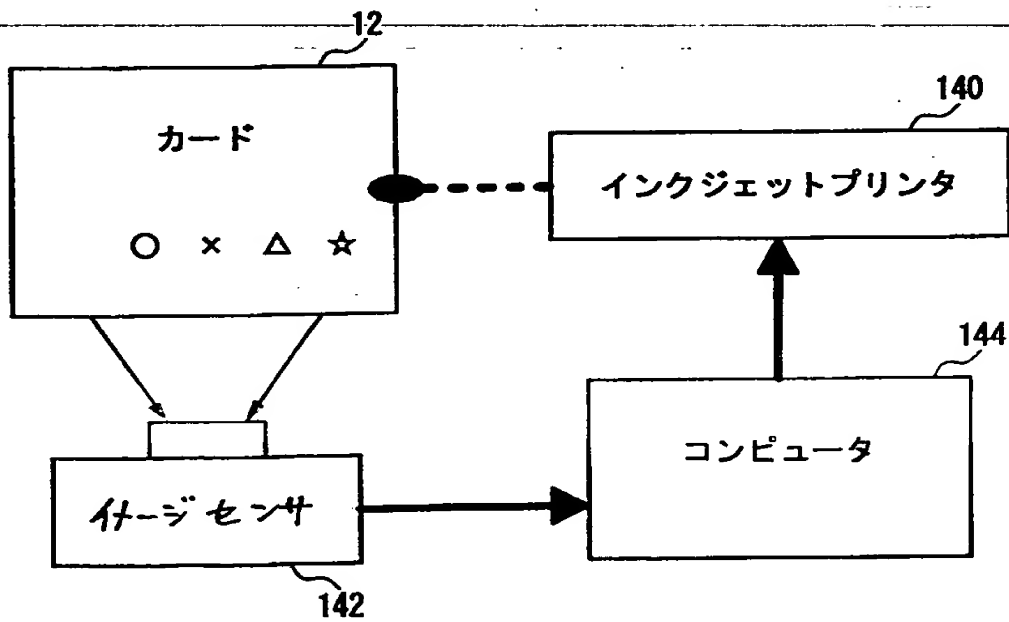 12
カード
○ × △ ☆
140
インクジェットプリンタ
144
コンピュータ
イメージセンサ
142